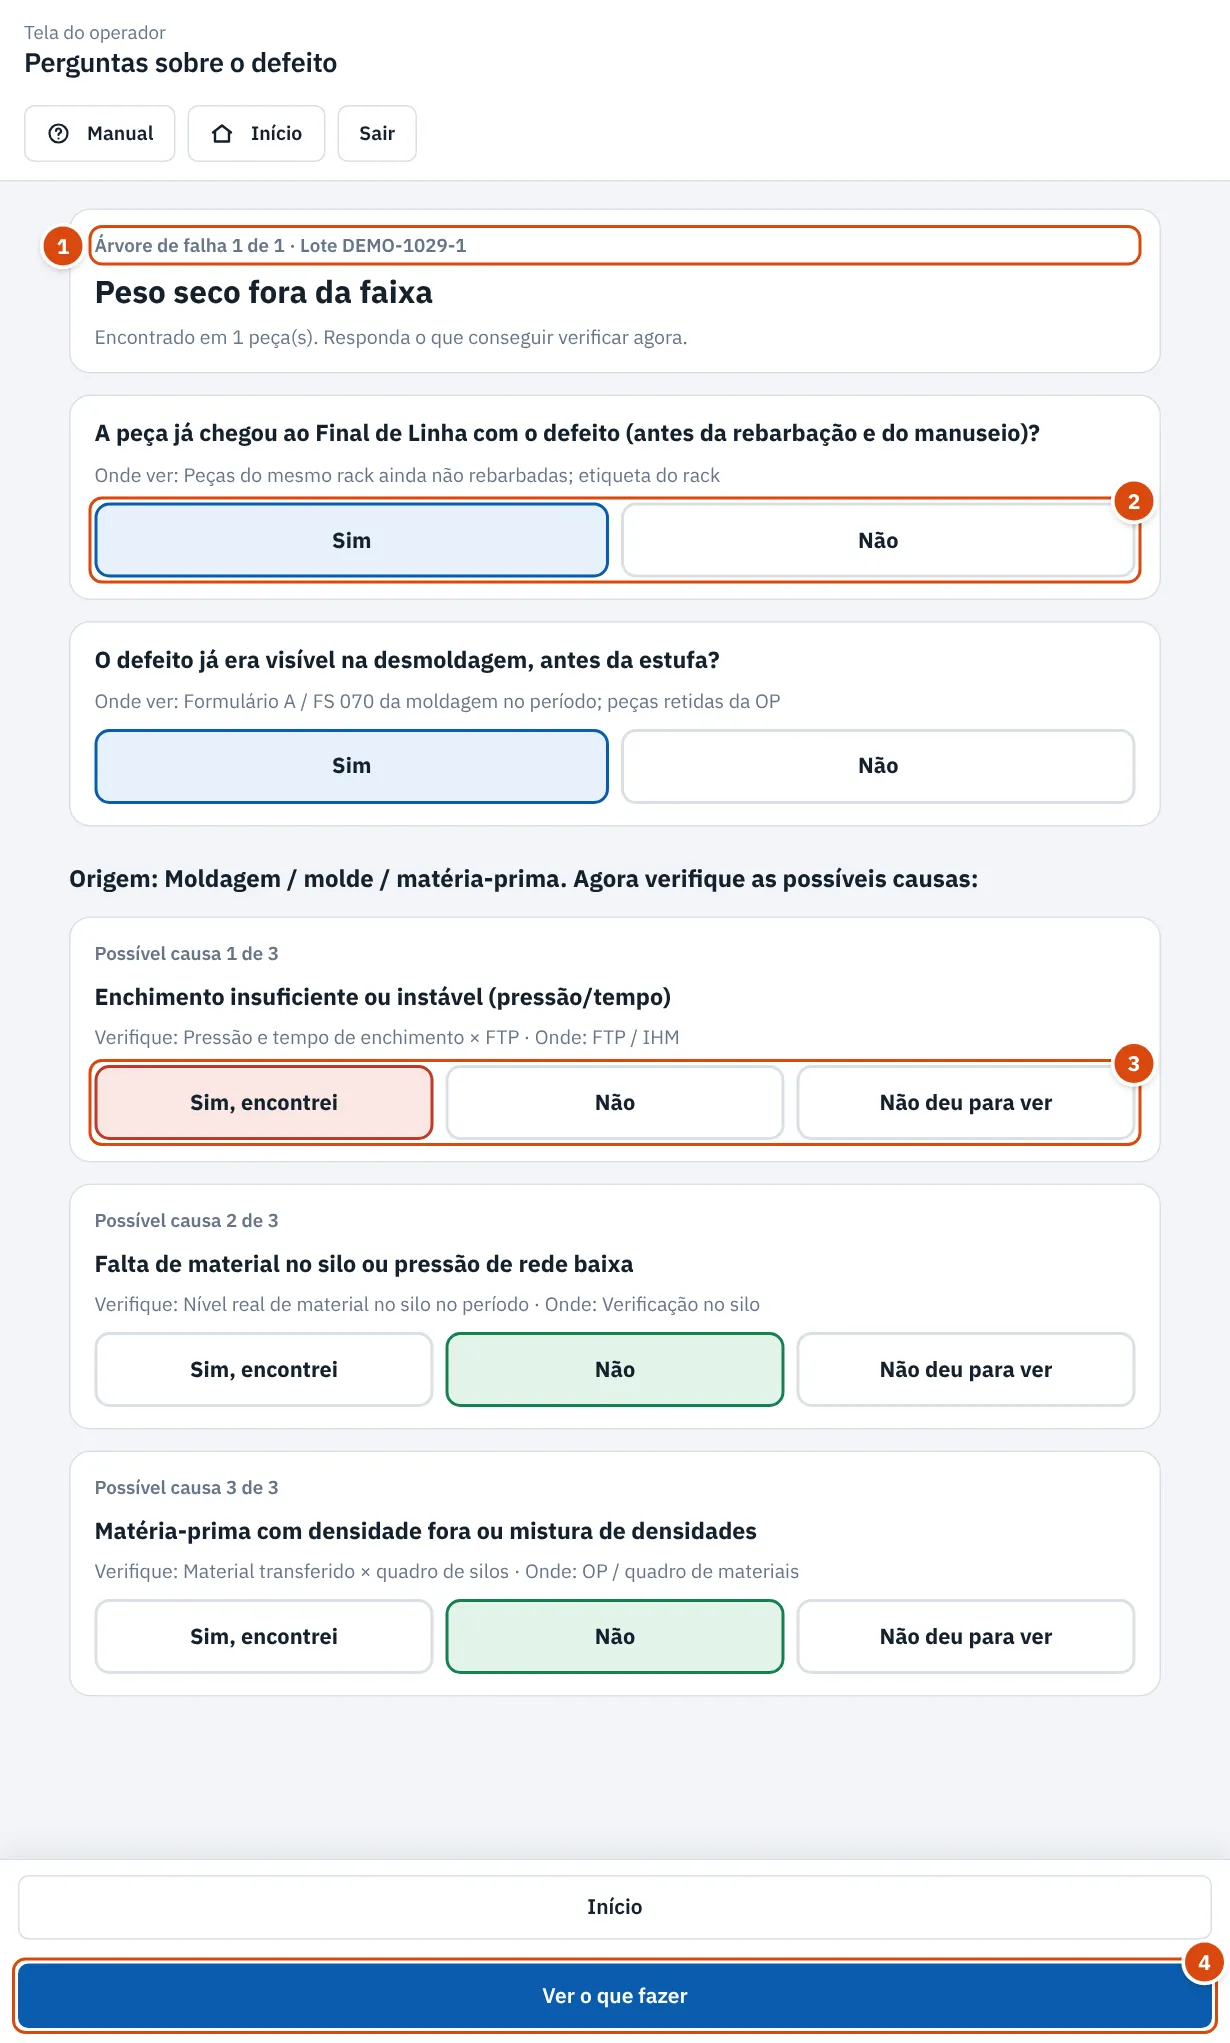 Tela do operador
Perguntas sobre o defeito
Manual
Início
Sair
1
Árvore de falha 1 de 1 · Lote DEMO-1029-1
Peso seco fora da faixa
Encontrado em 1 peça(s). Responda o que conseguir verificar agora.
A peça já chegou ao Final de Linha com o defeito (antes da rebarbação e do manuseio)?
Onde ver: Peças do mesmo rack ainda não rebarbadas; etiqueta do rack
2
Sim
Não
O defeito já era visível na desmoldagem, antes da estufa?
Onde ver: Formulário A / FS 070 da moldagem no período; peças retidas da OP
Sim
Não
Origem: Moldagem / molde / matéria-prima. Agora verifique as possíveis causas:
Possível causa 1 de 3
Enchimento insuficiente ou instável (pressão/tempo)
Verifique: Pressão e tempo de enchimento × FTP · Onde: FTP / IHM
3
Sim, encontrei
Não
Não deu para ver
Possível causa 2 de 3
Falta de material no silo ou pressão de rede baixa
Verifique: Nível real de material no silo no período · Onde: Verificação no silo
Sim, encontrei
Não
Não deu para ver
Possível causa 3 de 3
Matéria-prima com densidade fora ou mistura de densidades
Verifique: Material transferido × quadro de silos · Onde: OP / quadro de materiais
Sim, encontrei
Não
Não deu para ver
Início
4
Ver o que fazer